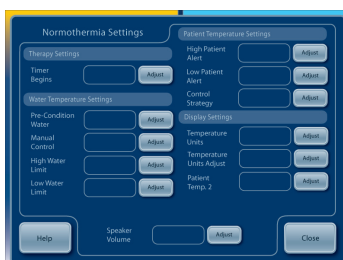 Normothermia Settings
Therapy Settings
Timer
Begins
Adjust
Water Temperature Settings
Pre-Condition
Water
Adjust
Manual
Control
Adjust
High Water
Limit
Adjust
Low Water
Limit
Adjust
Patient Temperature Settings
High Patient
Alert
Adjust
Low Patient
Alert
Adjust
Control
Strategy
Adjust
Display Settings
Temperature
Units
Adjust
Temperature
Units Adjust
Adjust
Patient
Temp. 2
Adjust
Help
Speaker
Volume
Adjust
Close